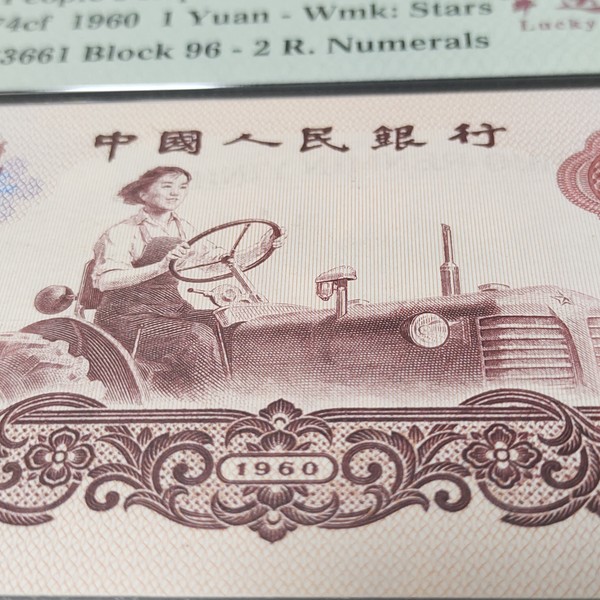 74cf 1960 1 Yuan - Wmk: Stars
3661 Block 96 - 2 R. Numerals
Lucky
中國人民銀行
1960